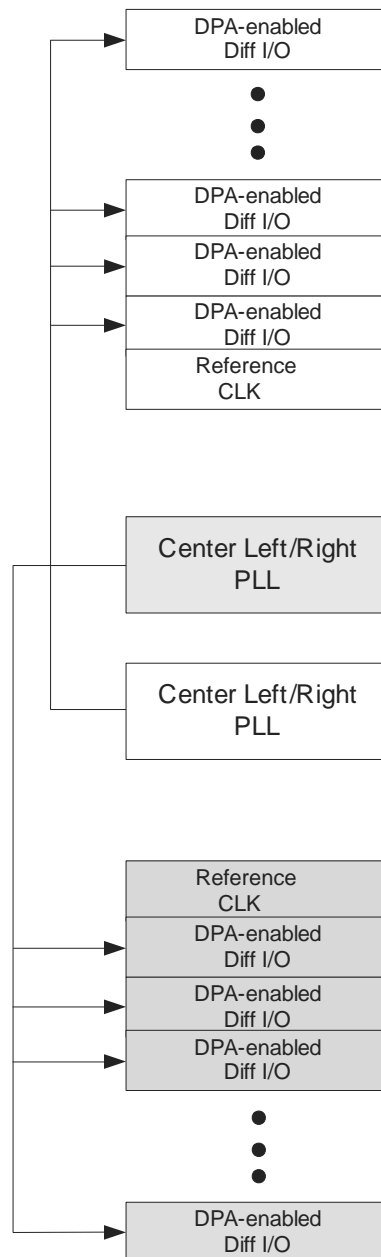 DPA-enabled
Diff I/O
DPA-enabled
Diff I/O
DPA-enabled
Diff I/O
DPA-enabled
Diff I/O
Reference
CLK
Center Left/Right
PLL
Center Left/Right
PLL
Reference
CLK
DPA-enabled
Diff I/O
DPA-enabled
Diff I/O
DPA-enabled
Diff I/O
DPA-enabled
Diff I/O